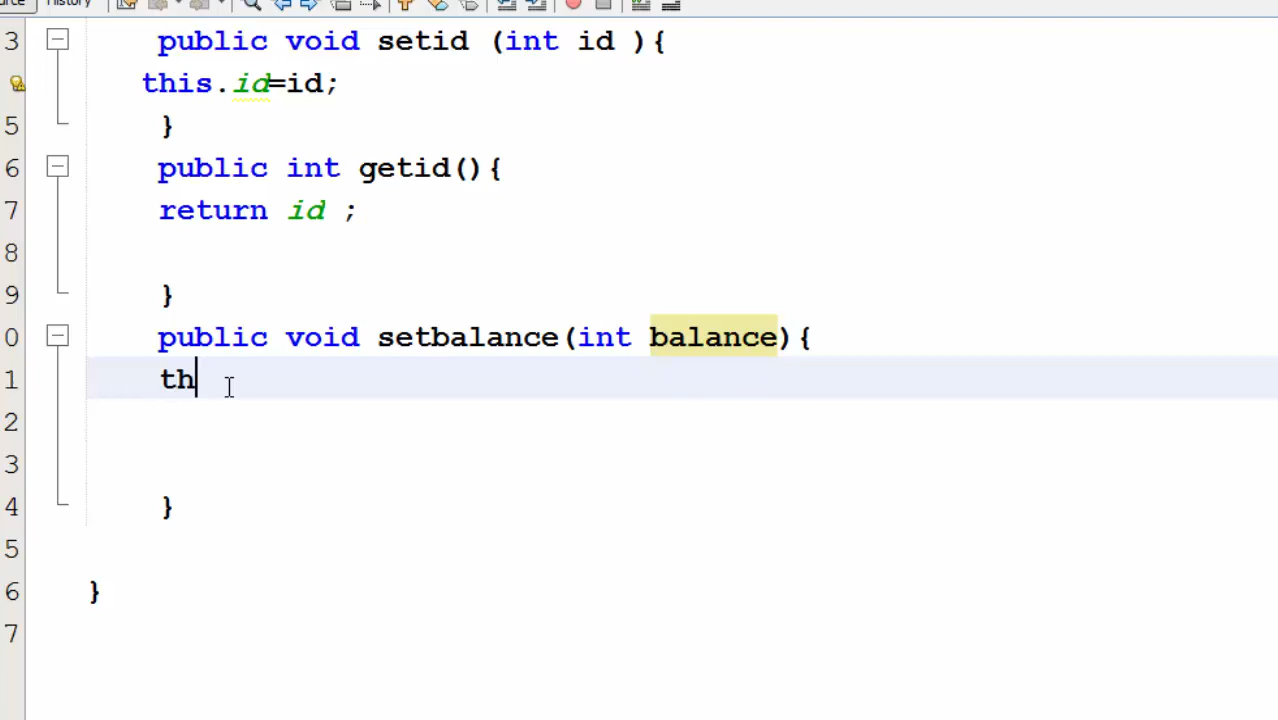 History
3 public void setid (int id ){
this.id=id;
5 }
6 public int getid(){
7 return id ;
8
9 }
0 public void setbalance(int balance){
1 th
2
3
4 }
5
6 }
7